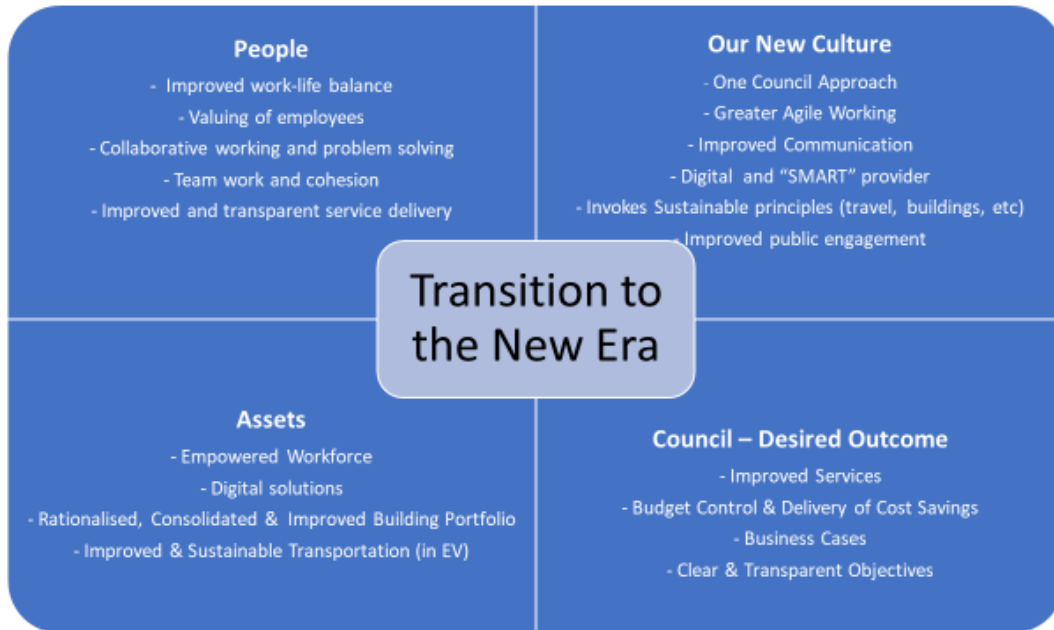 People
- Improved work-life balance
- Valuing of employees
- Collaborative working and problem solving
- Team work and cohesion
- Improved and transparent service delivery
Our New Culture
- One Council Approach
- Greater Agile Working
- Improved Communication
- Digital and “SMART” provider
- Invokes Sustainable principles (travel, buildings, etc)
- Improved public engagement
Transition to
the New Era
Assets
- Empowered Workforce
- Digital solutions
- Rationalised, Consolidated & Improved Building Portfolio
- Improved & Sustainable Transportation (in EV)
Council – Desired Outcome
- Improved Services
- Budget Control & Delivery of Cost Savings
- Business Cases
- Clear & Transparent Objectives